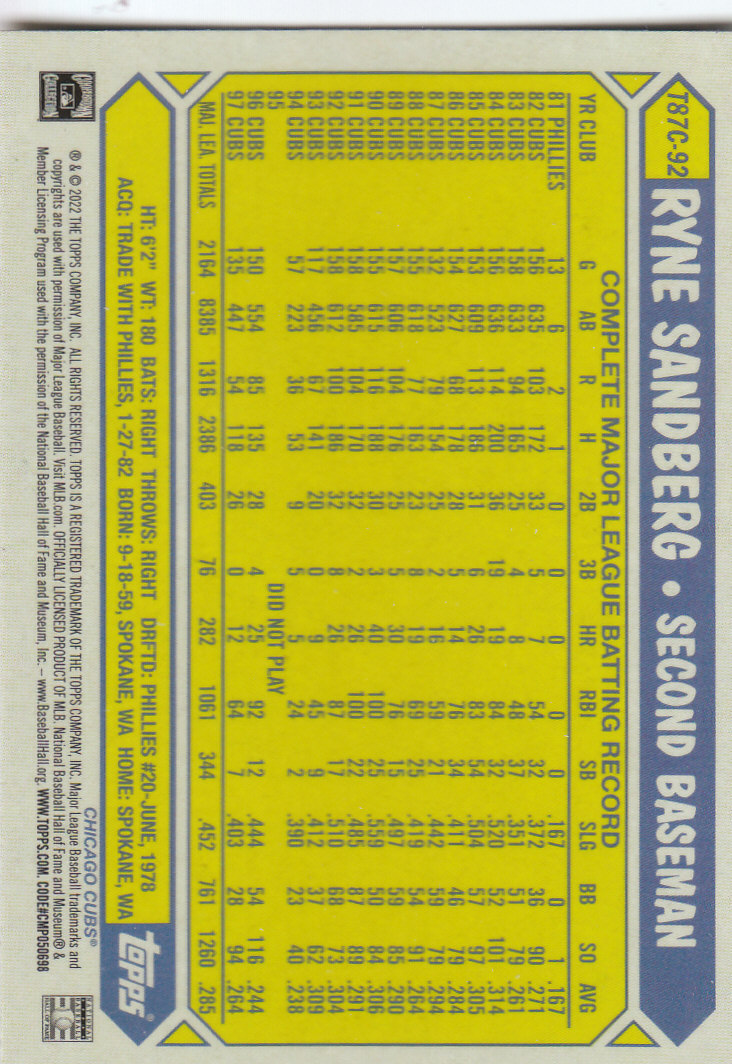 T87C-92 RYNE SANDBERG • SECOND BASEMAN
COMPLETE MAJOR LEAGUE BATTING RECORD
YR CLUB G AB R H 2B 3B HR RBI SB SLG BB SO AVG
81 PHILLIES 13 6 2 1 0 0 0 0 0 .167 0 1 .167
82 CUBS 156 635 103 172 33 5 7 54 32 .372 36 90 .271
83 CUBS 158 633 94 165 25 4 8 48 37 .351 51 79 .261
84 CUBS 156 636 114 200 36 19 19 84 32 .520 52 101 .314
85 CUBS 153 609 113 186 31 6 26 83 54 .504 57 97 .305
86 CUBS 154 627 68 178 28 5 14 76 34 .411 46 79 .284
87 CUBS 132 523 79 154 25 2 16 59 21 .442 59 79 .294
88 CUBS 155 618 77 163 23 8 19 69 25 .419 54 91 .264
89 CUBS 157 606 104 176 25 5 30 76 15 .497 59 85 .290
90 CUBS 155 615 116 188 30 3 40 100 25 .559 50 84 .306
91 CUBS 158 585 104 170 32 2 26 100 22 .485 87 89 .291
92 CUBS 158 612 100 186 32 8 26 87 17 .510 68 73 .304
93 CUBS 117 456 67 141 20 0 9 45 9 .412 37 62 .309
94 CUBS 57 223 36 53 9 5 5 24 2 .390 23 40 .238
95 DID NOT PLAY
96 CUBS 150 554 85 135 28 4 25 92 12 .444 54 116 .244
97 CUBS 135 447 54 118 26 0 12 64 7 .403 28 94 .264
MAJ. LEA. TOTALS 2164 8385 1316 2386 403 76 282 1061 344 .452 761 1260 .285
HT: 6'2" WT: 180 BATS: RIGHT THROWS: RIGHT DRFTD: PHILLIES #20-JUNE, 1978
ACQ: TRADE WITH PHILLIES, 1-27-82 BORN: 9-18-59, SPOKANE, WA HOME: SPOKANE, WA
topps®
CHICAGO CUBS®
COOPERSTOWN COLLECTION
® & © 2022 THE TOPPS COMPANY, INC. ALL RIGHTS RESERVED. TOPPS IS A REGISTERED TRADEMARK OF THE TOPPS COMPANY, INC. Major League Baseball trademarks and
copyrights are used with permission of Major League Baseball. Visit MLB.com. OFFICIALLY LICENSED PRODUCT OF MLB. National Baseball Hall of Fame and Museum® &
Member Licensing Program used with the permission of the National Baseball Hall of Fame and Museum, Inc. – www.BaseballHall.org. WWW.TOPPS.COM. CODE#CMP050698
NATIONAL
BASEBALL
HALL OF FAME